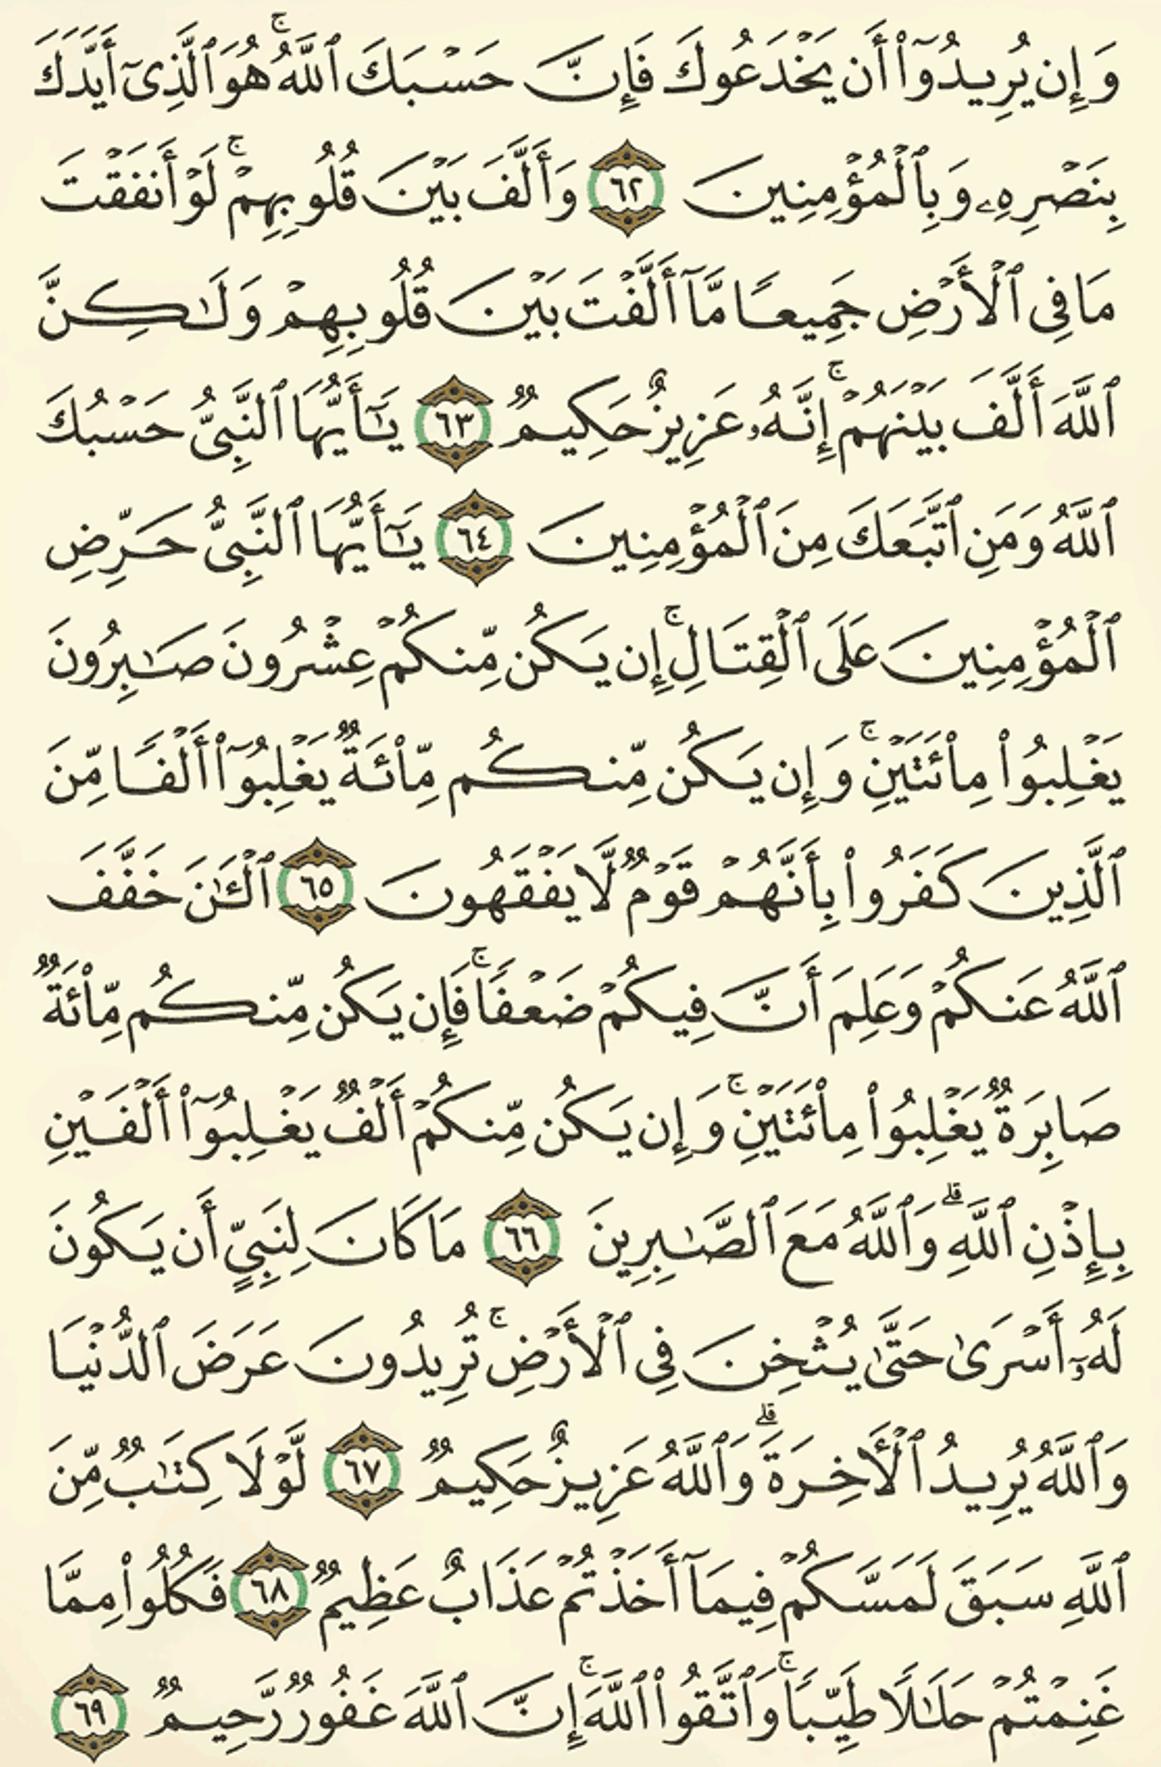 وَإِن يُرِيدُوٓا۟ أَن يَخْدَعُوكَ فَإِنَّ حَسْبَكَ ٱللَّهُ ۚ هُوَ ٱلَّذِىٓ أَيَّدَكَ
بِنَصْرِهِۦ وَبِٱلْمُؤْمِنِينَ ٦٢ وَأَلَّفَ بَيْنَ قُلُوبِهِمْ ۚ لَوْ أَنفَقْتَ
مَا فِى ٱلْأَرْضِ جَمِيعًا مَّآ أَلَّفْتَ بَيْنَ قُلُوبِهِمْ وَلَـٰكِنَّ
ٱللَّهَ أَلَّفَ بَيْنَهُمْ ۚ إِنَّهُۥ عَزِيزٌ حَكِيمٌ ٦٣ يَـٰٓأَيُّهَا ٱلنَّبِىُّ حَسْبُكَ
ٱللَّهُ وَمَنِ ٱتَّبَعَكَ مِنَ ٱلْمُؤْمِنِينَ ٦٤ يَـٰٓأَيُّهَا ٱلنَّبِىُّ حَرِّضِ
ٱلْمُؤْمِنِينَ عَلَى ٱلْقِتَالِ ۚ إِن يَكُن مِّنكُمْ عِشْرُونَ صَـٰبِرُونَ
يَغْلِبُوا۟ مِا۟ئَتَيْنِ ۚ وَإِن يَكُن مِّنكُم مِّا۟ئَةٌ يَغْلِبُوٓا۟ أَلْفًا مِّنَ
ٱلَّذِينَ كَفَرُوا۟ بِأَنَّهُمْ قَوْمٌ لَّا يَفْقَهُونَ ٦٥ ٱلْـَٔـٰنَ خَفَّفَ
ٱللَّهُ عَنكُمْ وَعَلِمَ أَنَّ فِيكُمْ ضَعْفًا ۚ فَإِن يَكُن مِّنكُم مِّا۟ئَةٌ
صَابِرَةٌ يَغْلِبُوا۟ مِا۟ئَتَيْنِ ۚ وَإِن يَكُن مِّنكُمْ أَلْفٌ يَغْلِبُوٓا۟ أَلْفَيْنِ
بِإِذْنِ ٱللَّهِ ۗ وَٱللَّهُ مَعَ ٱلصَّـٰبِرِينَ ٦٦ مَا كَانَ لِنَبِىٍّ أَن يَكُونَ
لَهُۥٓ أَسْرَىٰ حَتَّىٰ يُثْخِنَ فِى ٱلْأَرْضِ ۚ تُرِيدُونَ عَرَضَ ٱلدُّنْيَا
وَٱللَّهُ يُرِيدُ ٱلْـَٔاخِرَةَ ۗ وَٱللَّهُ عَزِيزٌ حَكِيمٌ ٦٧ لَّوْلَا كِتَـٰبٌ مِّنَ
ٱللَّهِ سَبَقَ لَمَسَّكُمْ فِيمَآ أَخَذْتُمْ عَذَابٌ عَظِيمٌ ٦٨ فَكُلُوا۟ مِمَّا
غَنِمْتُمْ حَلَـٰلًا طَيِّبًا ۚ وَٱتَّقُوا۟ ٱللَّهَ ۚ إِنَّ ٱللَّهَ غَفُورٌ رَّحِيمٌ ٦٩